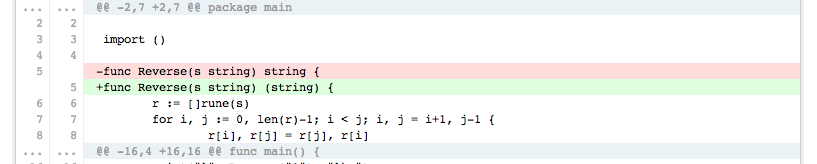 ... ... @@ -2,7 +2,7 @@ package main
2 2
3 3 import ()
4 4 4
5 -func Reverse(s string) string {
5 +func Reverse(s string) (string) {
6 6 r := []rune(s)
7 7 for i, j := 0, len(r)-1; i < j; i, j = i+1, j-1 {
8 8 r[i], r[j] = r[j], r[i]
... ... @@ -16,4 +16,16 @@ func main() {